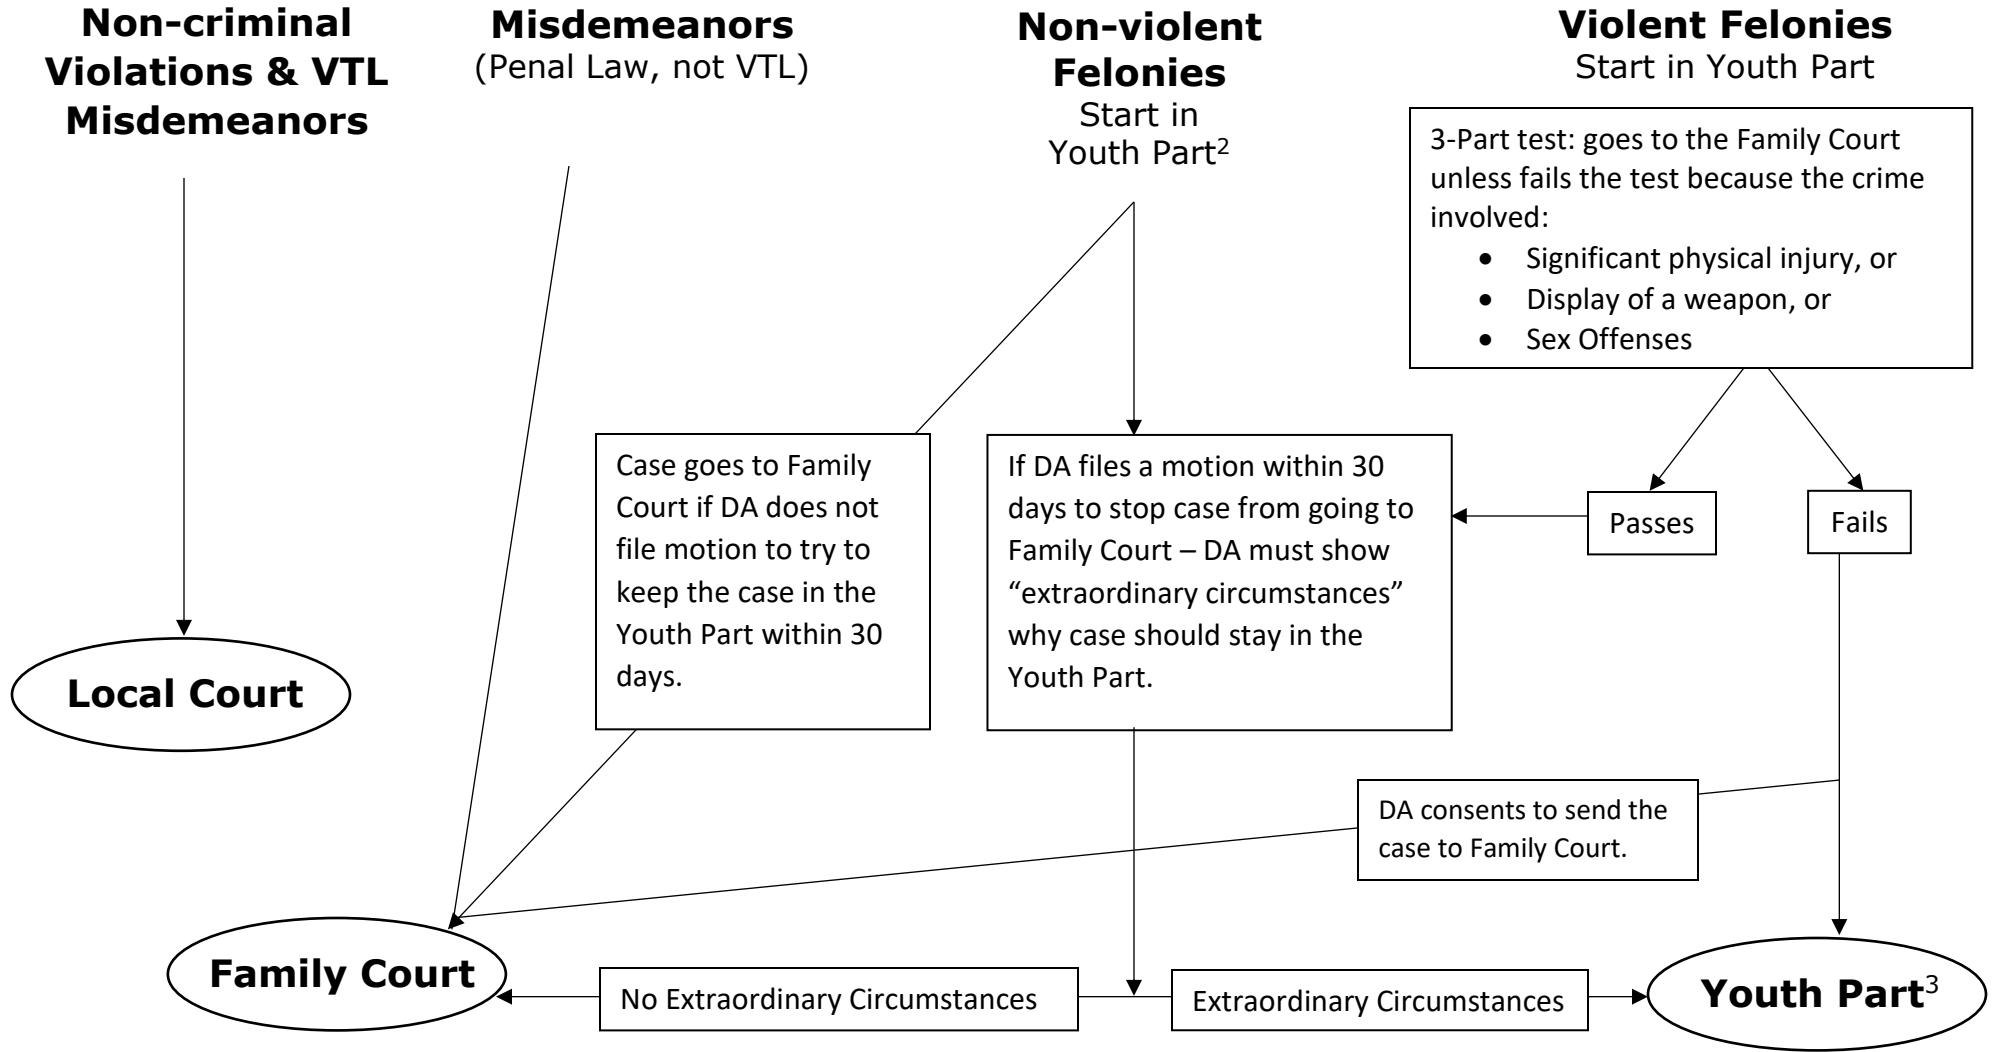 Non-criminal
Violations & VTL
Misdemeanors
Misdemeanors
(Penal Law, not VTL)
Non-violent
Felonies
Start in
Youth Part2
Violent Felonies
Start in Youth Part
3-Part test: goes to the Family Court
unless fails the test because the crime
involved:
• Significant physical injury, or
• Display of a weapon, or
• Sex Offenses
Case goes to Family
Court if DA does not
file motion to try to
keep the case in the
Youth Part within 30
days.
If DA files a motion within 30
days to stop case from going to
Family Court – DA must show
“extraordinary circumstances”
why case should stay in the
Youth Part.
Passes
Fails
Local Court
DA consents to send the
case to Family Court.
Family Court
No Extraordinary Circumstances
Extraordinary Circumstances
Youth Part3